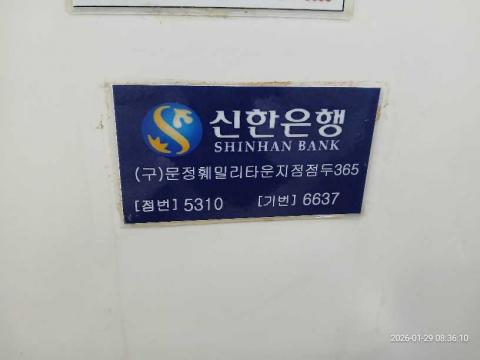 신한은행
SHINHAN BANK
(구)문정훼밀리타운지점점두365
[점번] 5310 [기번] 6637
2026-01-29 08:36:10